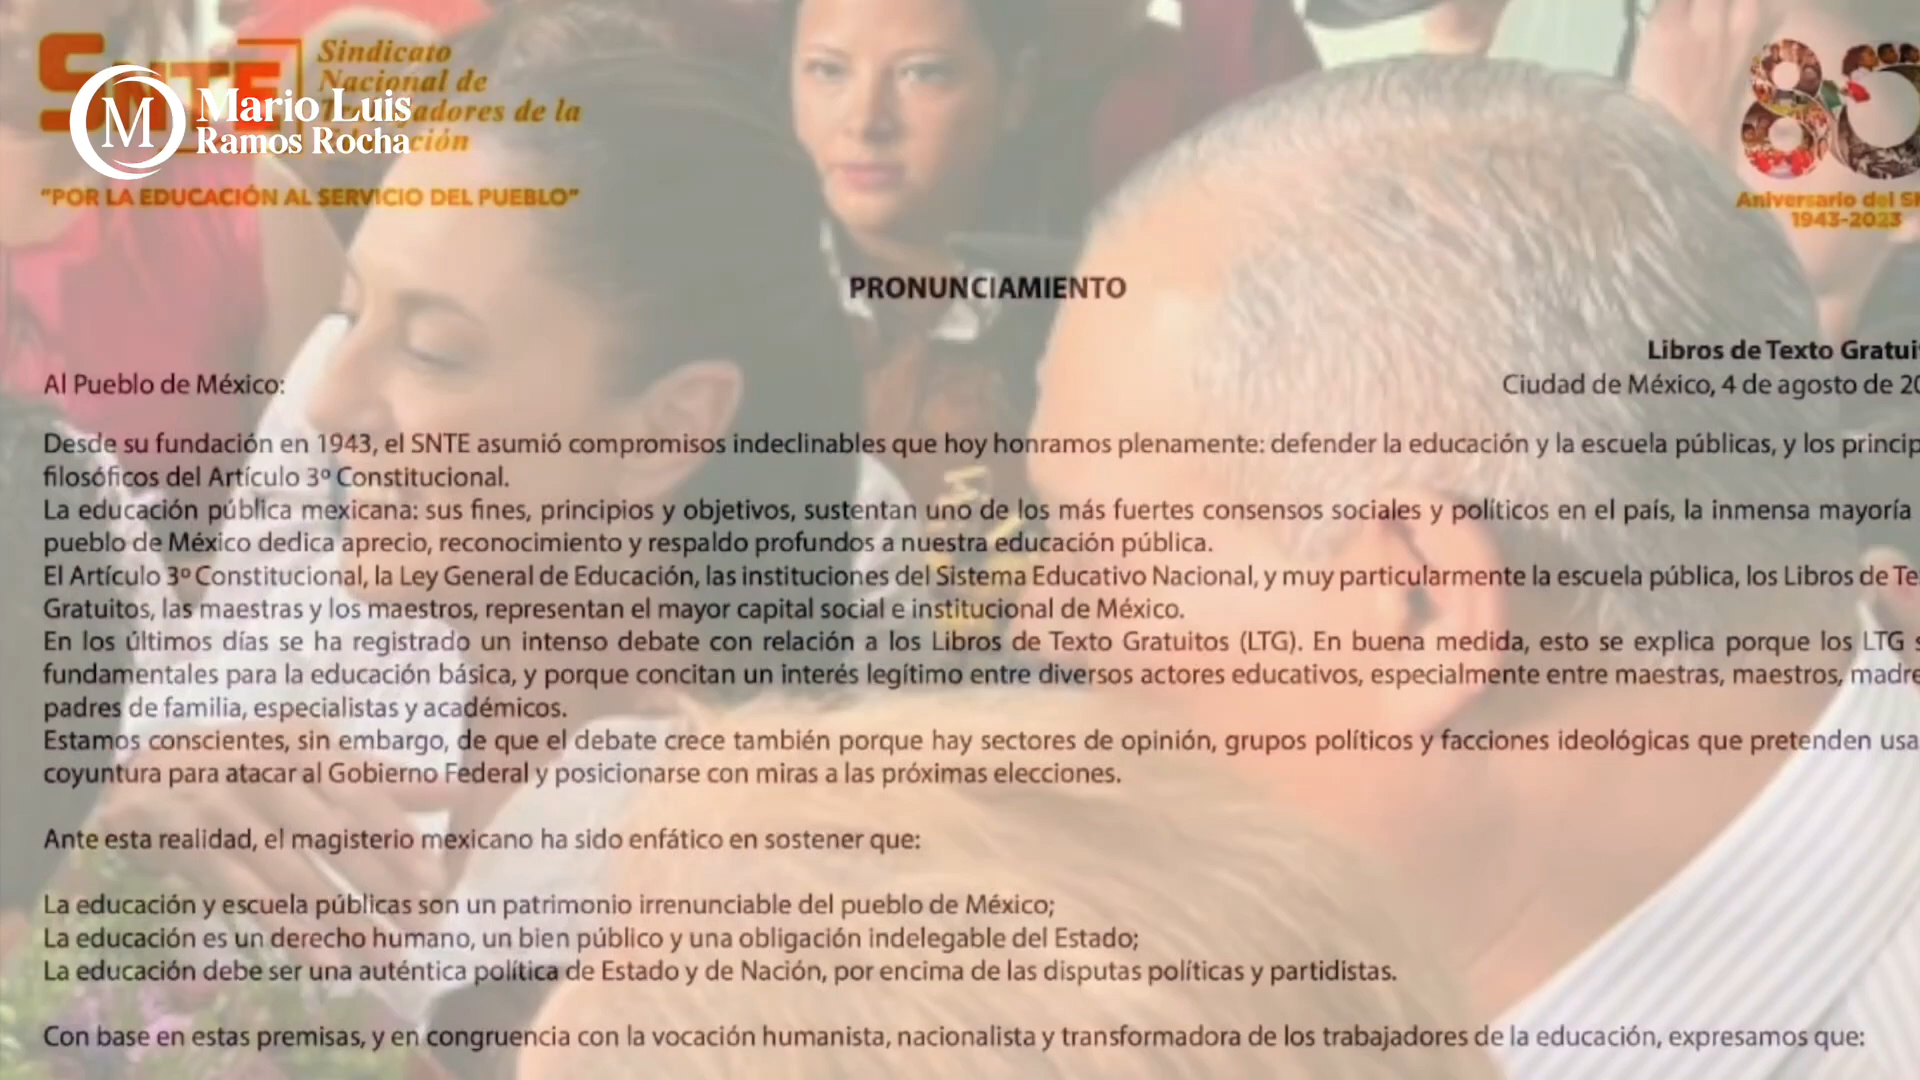 SNTE
Sindicato
Nacional de
adores de la
ción
M
Mario Luis
Ramos Rocha
“POR LA EDUCACIÓN AL SERVICIO DEL PUEBLO”
80
Aniversario del
1943-2023
PRONUNCIAMIENTO
Libros de Texto
Al Pueblo de México:
Ciudad de México, 4 de agosto de
Desde su fundación en 1943, el SNTE asumió compromisos indeclinables que hoy honramos plenamente: defender la educación y la escuela públicas, y los
filosóficos del Artículo 3º Constitucional.
La educación pública mexicana: sus fines, principios y objetivos, sustentan uno de los más fuertes consensos sociales y políticos en el país, la inmensa mayoría
pueblo de México dedica aprecio, reconocimiento y respaldo profundos a nuestra educación pública.
El Artículo 3º Constitucional, la Ley General de Educación, las instituciones del Sistema Educativo Nacional, y muy particularmente la escuela pública, los Libros de
Gratuitos, las maestras y los maestros, representan el mayor capital social e institucional de México.
En los últimos días se ha registrado un intenso debate con relación a los Libros de Texto Gratuitos (LTG). En buena medida, esto se explica porque los LTG
fundamentales para la educación básica, y porque concitan un interés legítimo entre diversos actores educativos, especialmente entre maestras, maestros,
padres de familia, especialistas y académicos.
Estamos conscientes, sin embargo, de que el debate crece también porque hay sectores de opinión, grupos políticos y facciones ideológicas que pretenden
coyuntura para atacar al Gobierno Federal y posicionarse con miras a las próximas elecciones.
Ante esta realidad, el magisterio mexicano ha sido enfático en sostener que:
La educación y escuela públicas son un patrimonio irrenunciable del pueblo de México;
La educación es un derecho humano, un bien público y una obligación indelegable del Estado;
La educación debe ser una auténtica política de Estado y de Nación, por encima de las disputas políticas y partidistas.
Con base en estas premisas, y en congruencia con la vocación humanista, nacionalista y transformadora de los trabajadores de la educación, expresamos que: